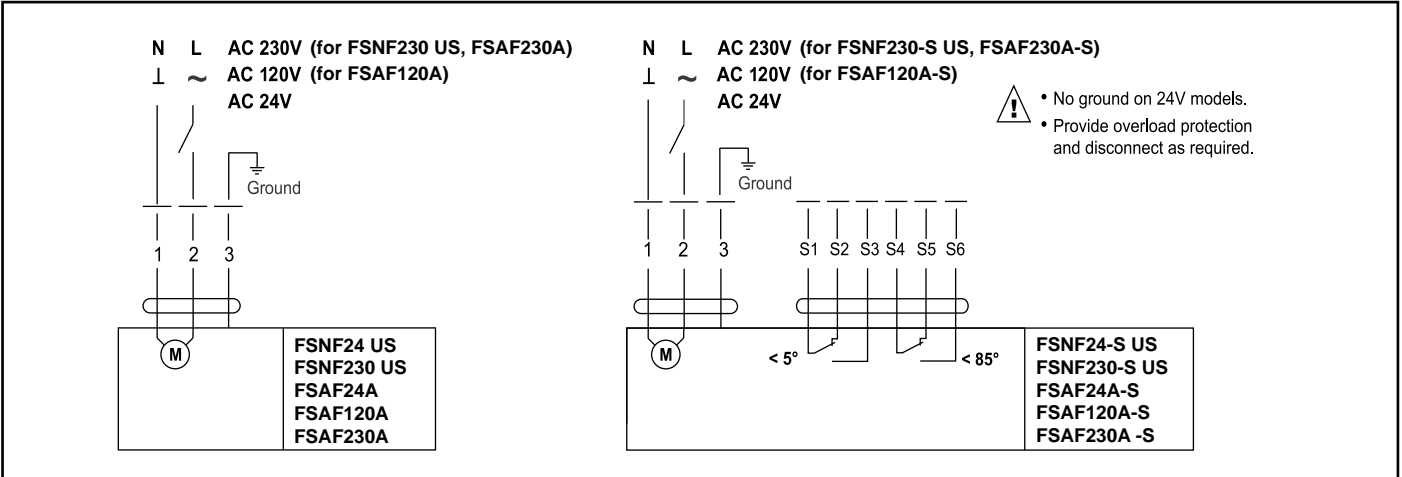 N L AC 230V (for FSNF230 US, FSAF230A)
⊥ ~ AC 120V (for FSAF120A)
AC 24V
Ground
1 2 3
M
FSNF24 US
FSNF230 US
FSAF24A
FSAF120A
FSAF230A
N L AC 230V (for FSNF230-S US, FSAF230A-S)
⊥ ~ AC 120V (for FSAF120A-S)
AC 24V
Ground
1 2 3 S1 S2 S3 S4 S5 S6
M
< 5° < 85°
FSNF24-S US
FSNF230-S US
FSAF24A-S
FSAF120A-S
FSAF230A -S
!
• No ground on 24V models.
• Provide overload protection
and disconnect as required.